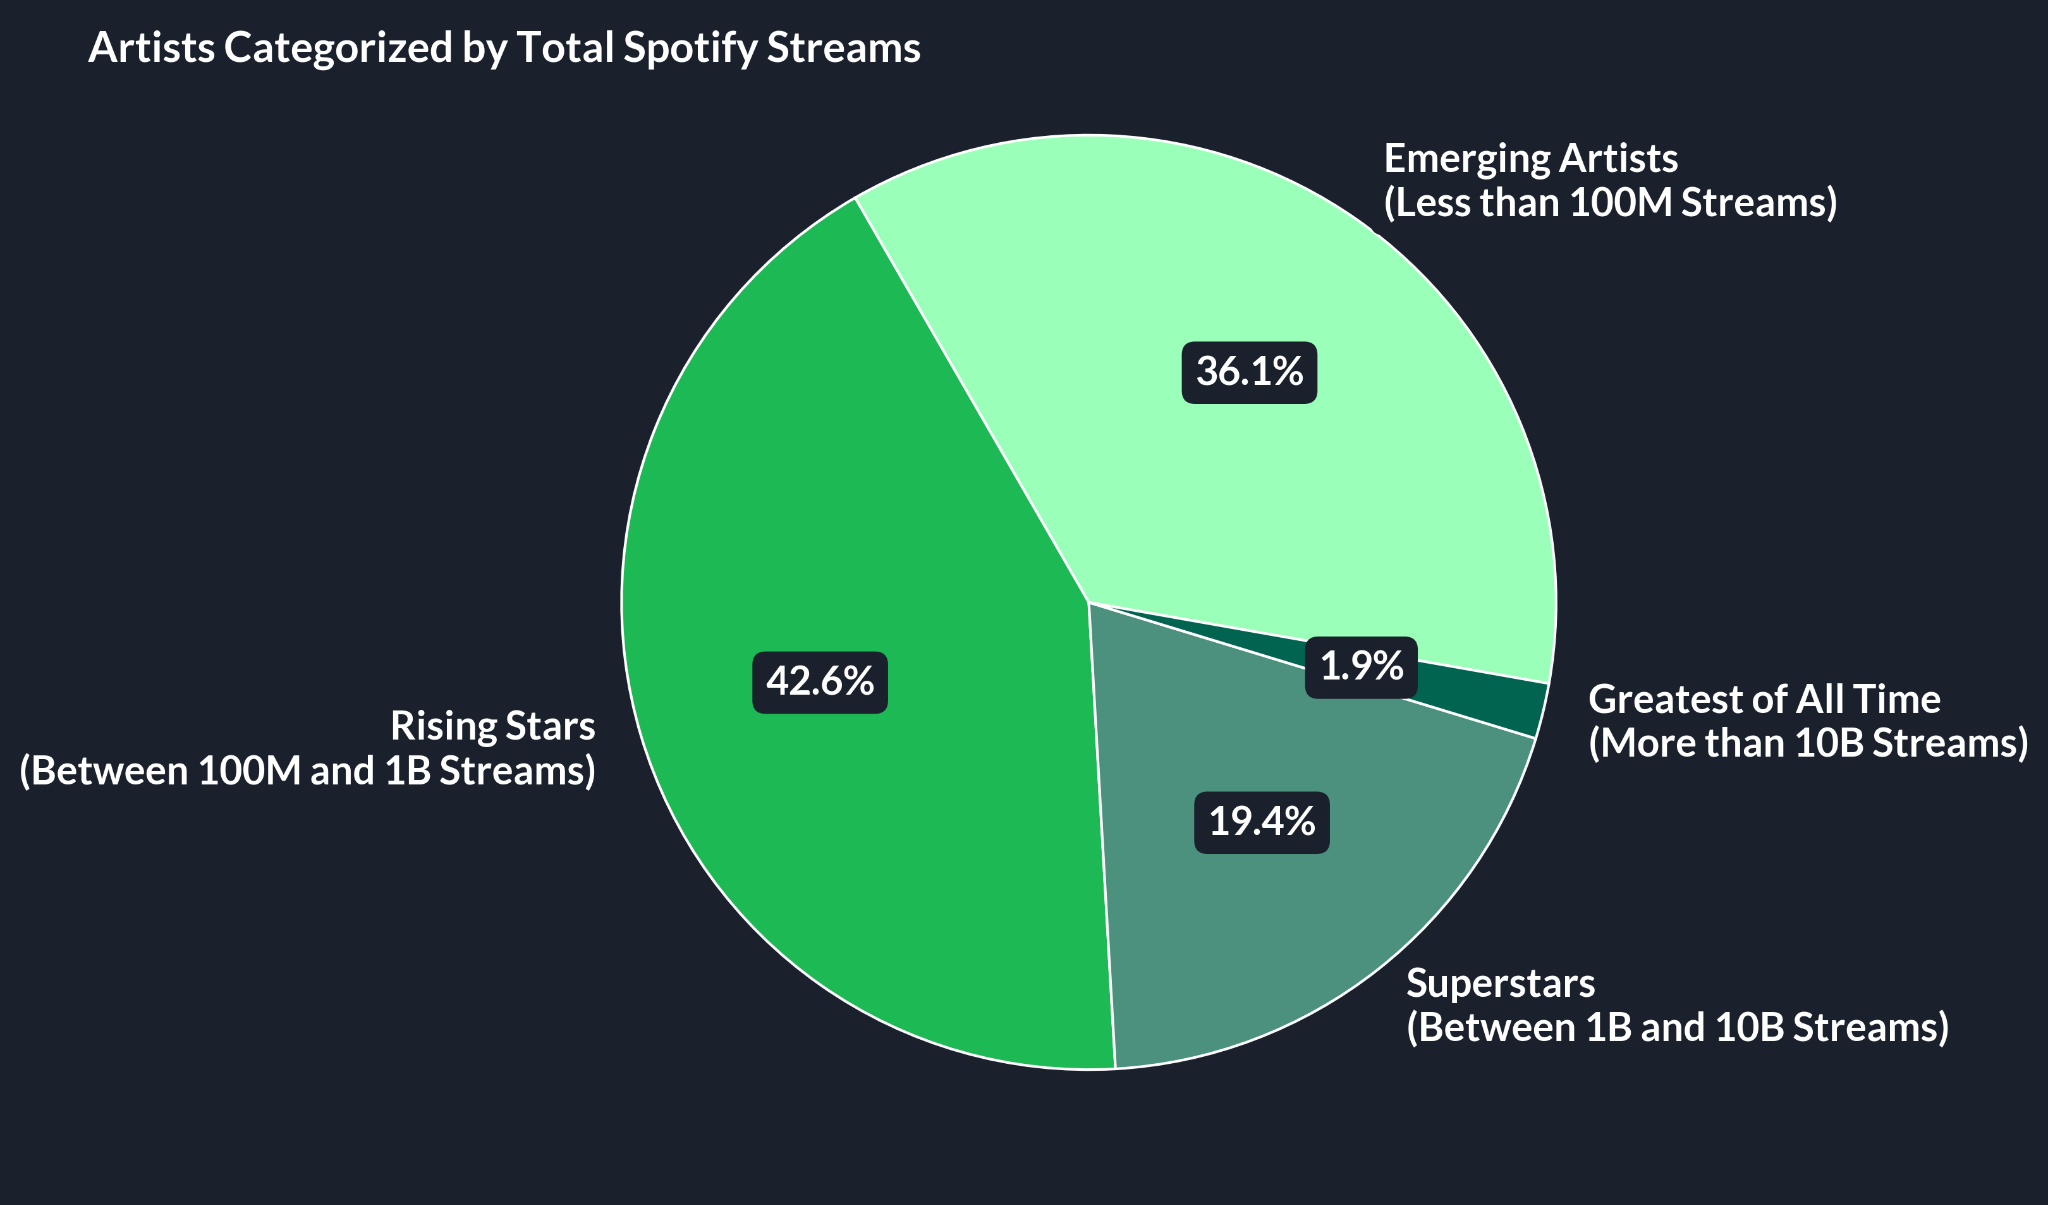 Artists Categorized by Total Spotify Streams
Emerging Artists
(Less than 100M Streams)
36.1%
42.6%
1.9%
Rising Stars
(Between 100M and 1B Streams)
Greatest of All Time
(More than 10B Streams)
19.4%
Superstars
(Between 1B and 10B Streams)